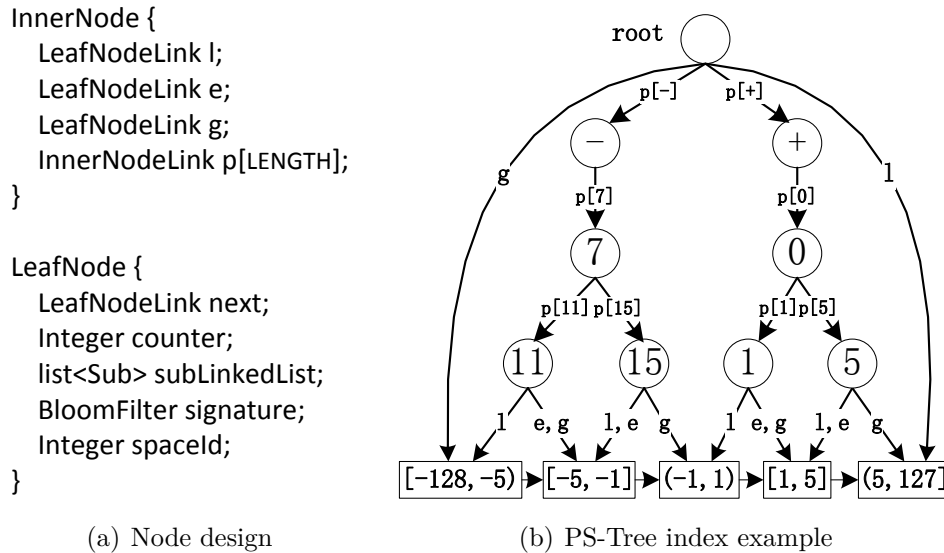 InnerNode {
LeafNodeLink l;
LeafNodeLink e;
LeafNodeLink g;
InnerNodeLink p[LENGTH];
}
LeafNode {
LeafNodeLink next;
Integer counter;
list<Sub> subLinkedList;
BloomFilter signature;
Integer spaceId;
}
(a) Node design
root
p[-] p[+]
− +
g l
p[7] p[0]
7 0
p[11] p[15] p[1] p[5]
11 15 1 5
l e,g l,e g l e,g l,e g
[-128,-5) [-5,-1] (-1,1) [1,5] (5,127]
(b) PS-Tree index example